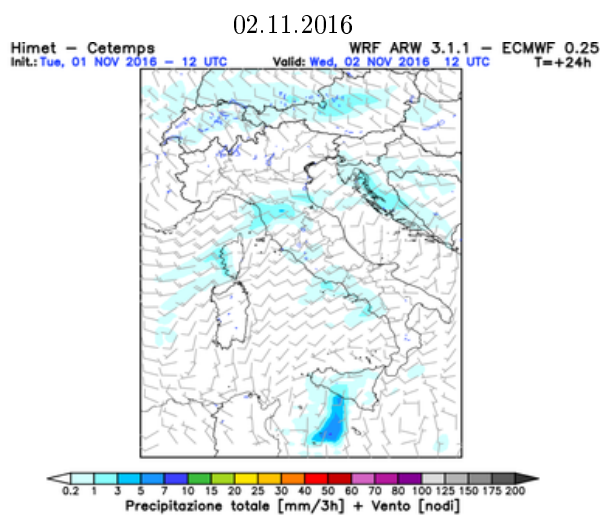 02.11.2016
Himet – Cetemps WRF ARW 3.1.1 – ECMWF 0.25
Init.: Tue, 01 NOV 2016 – 12 UTC Valid: Wed, 02 NOV 2016 12 UTC T=+24h
0.2 1 3 5 7 10 15 20 25 30 40 50 60 70 80 100 125 150 175 200
Precipitazione totale [mm/3h] + Vento [nodi]